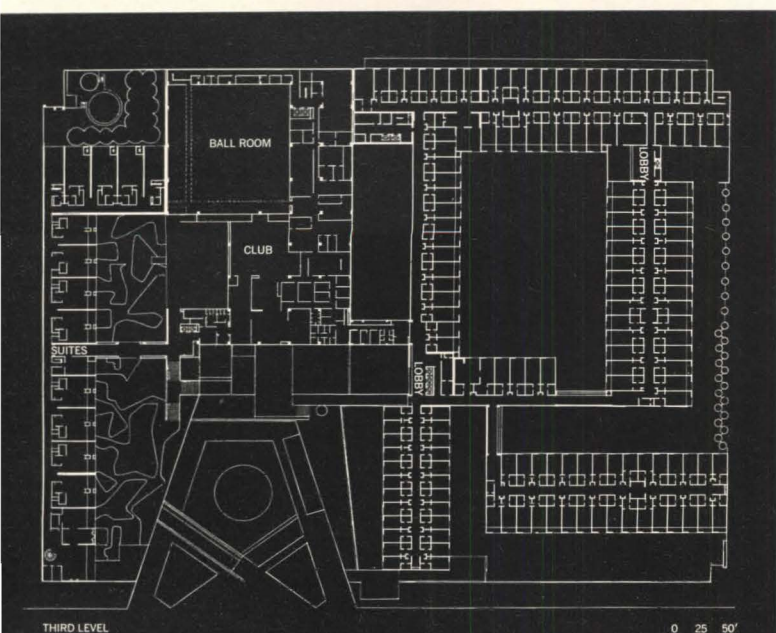 BALL ROOM
LOBBY
CLUB
SUITES
LOBBY
THIRD LEVEL
0 25 50'